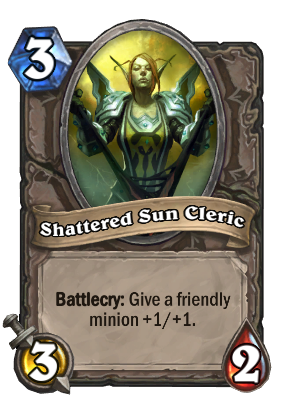 3
Shattered Sun Cleric
Battlecry: Give a friendly
minion +1/+1.
3
2